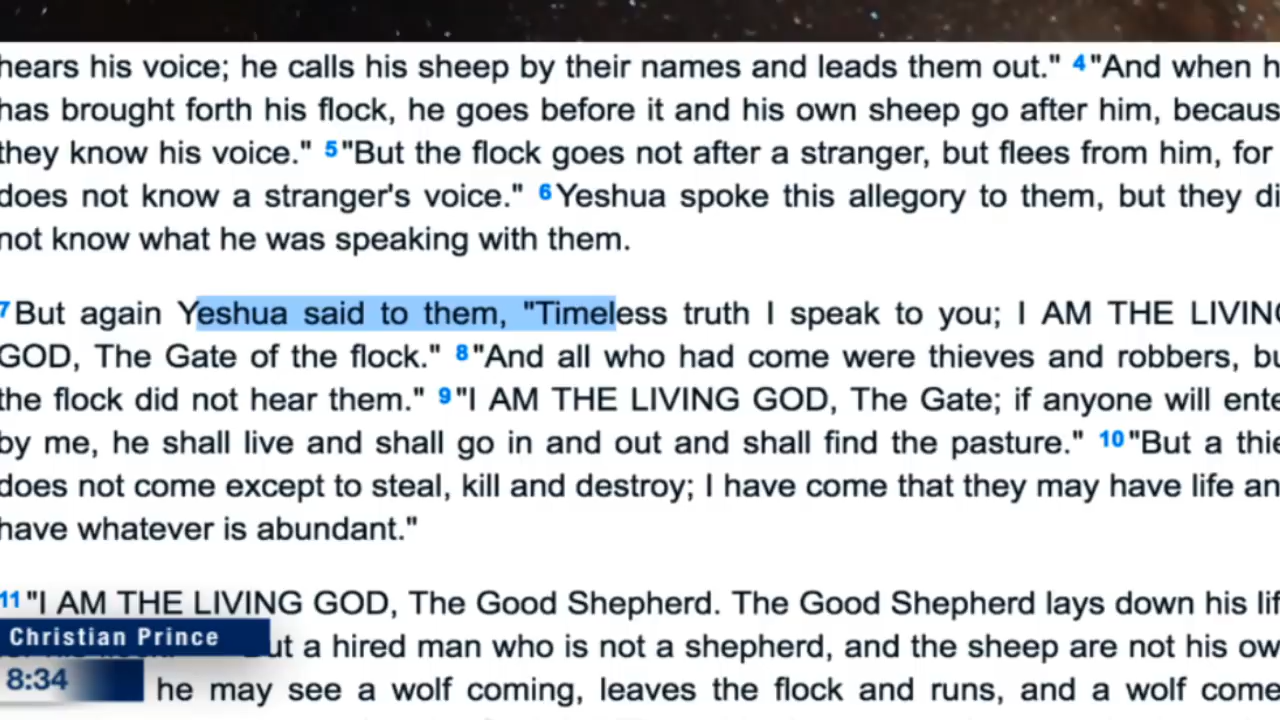 hears his voice; he calls his sheep by their names and leads them out." 4 "And when h
has brought forth his flock, he goes before it and his own sheep go after him, becaus
they know his voice." 5 "But the flock goes not after a stranger, but flees from him, for
does not know a stranger's voice." 6 Yeshua spoke this allegory to them, but they di
not know what he was speaking with them.
7 But again Yeshua said to them, "Timeless truth I speak to you; I AM THE LIVING
GOD, The Gate of the flock." 8 "And all who had come were thieves and robbers, bu
the flock did not hear them." 9 "I AM THE LIVING GOD, The Gate; if anyone will ente
by me, he shall live and shall go in and out and shall find the pasture." 10 "But a thie
does not come except to steal, kill and destroy; I have come that they may have life an
have whatever is abundant."
11 "I AM THE LIVING GOD, The Good Shepherd. The Good Shepherd lays down his lif
Christian Prince
ut a hired man who is not a shepherd, and the sheep are not his ow
8:34
he may see a wolf coming, leaves the flock and runs, and a wolf come